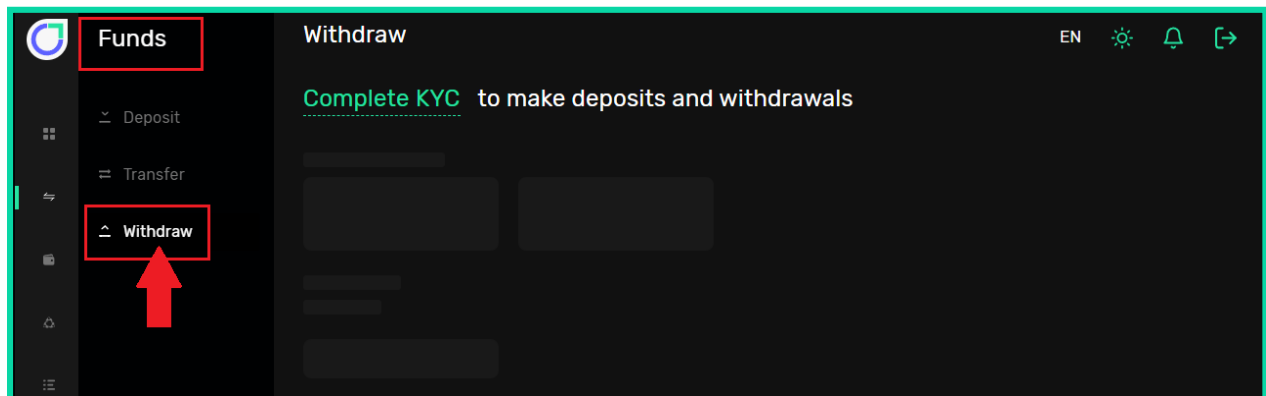 Funds
Deposit
Transfer
Withdraw
Withdraw
EN
Complete KYC to make deposits and withdrawals